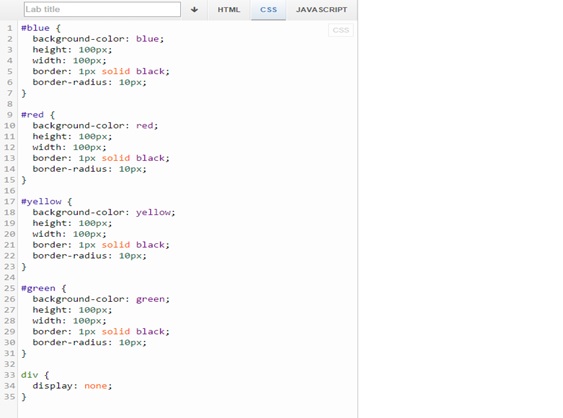 Lab title HTML CSS JAVASCRIPT
CSS
1 #blue {
2 background-color: blue;
3 height: 100px;
4 width: 100px;
5 border: 1px solid black;
6 border-radius: 10px;
7 }
8
9 #red {
10 background-color: red;
11 height: 100px;
12 width: 100px;
13 border: 1px solid black;
14 border-radius: 10px;
15 }
16
17 #yellow {
18 background-color: yellow;
19 height: 100px;
20 width: 100px;
21 border: 1px solid black;
22 border-radius: 10px;
23 }
24
25 #green {
26 background-color: green;
27 height: 100px;
28 width: 100px;
29 border: 1px solid black;
30 border-radius: 10px;
31 }
32
33 div {
34 display: none;
35 }